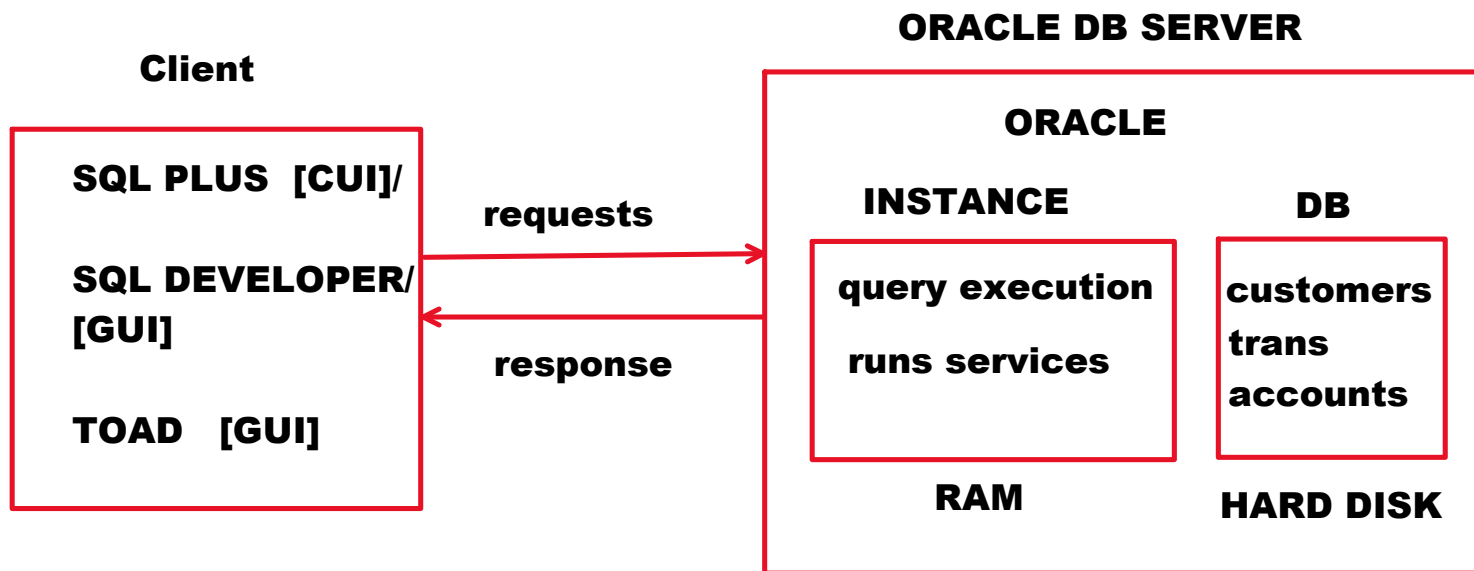 Client
SQL PLUS [CUI]/
SQL DEVELOPER/
[GUI]
TOAD [GUI]
requests
response
ORACLE DB SERVER
ORACLE
INSTANCE
query execution
runs services
RAM
DB
customers
trans
accounts
HARD DISK